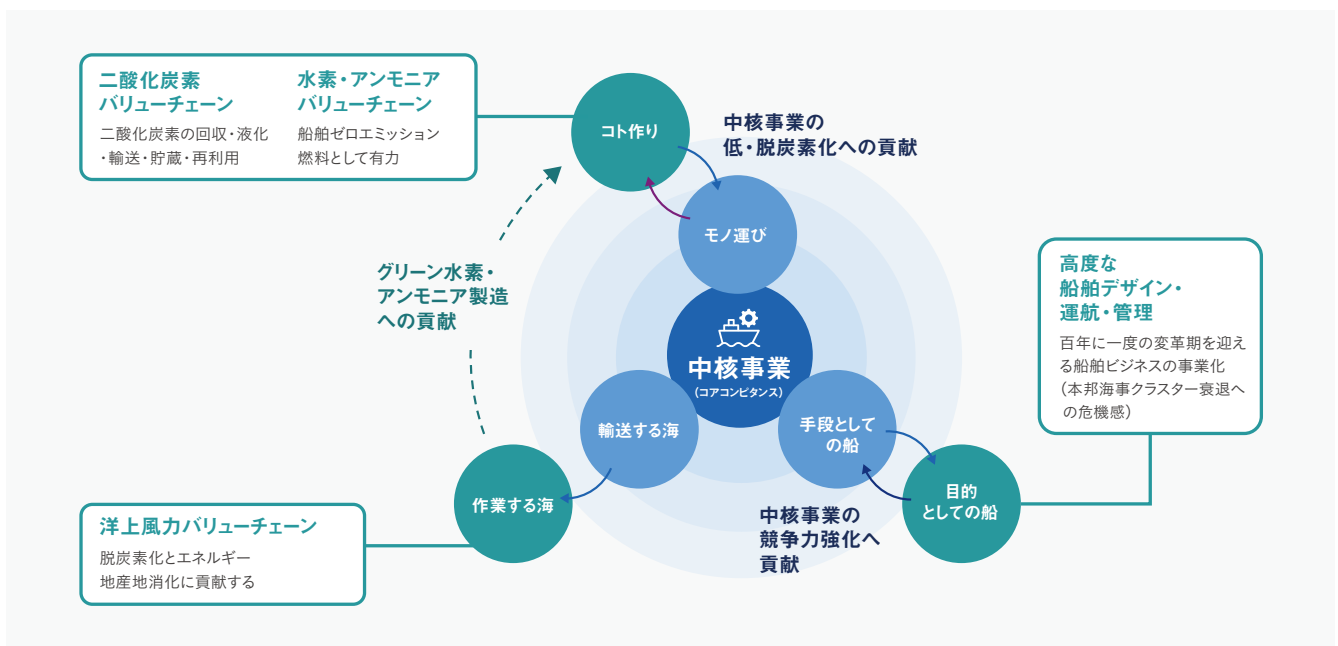 二酸化炭素
バリューチェーン
二酸化炭素の回収・液化
・輸送・貯蔵・再利用
水素・アンモニア
バリューチェーン
船舶ゼロエミッション
燃料として有力
コト作り
中核事業の
低・脱炭素化への貢献
モノ運び
グリーン水素・
アンモニア製造
への貢献
中核事業
(コアコンピタンス)
高度な
船舶デザイン・
運航・管理
百年に一度の変革期を迎え
る船舶ビジネスの事業化
(本邦海事クラスター衰退へ
の危機感)
輸送する海
手段として
の船
作業する海
目的
としての船
中核事業の
競争力強化へ
貢献
洋上風力バリューチェーン
脱炭素化とエネルギー
地産地消化に貢献する